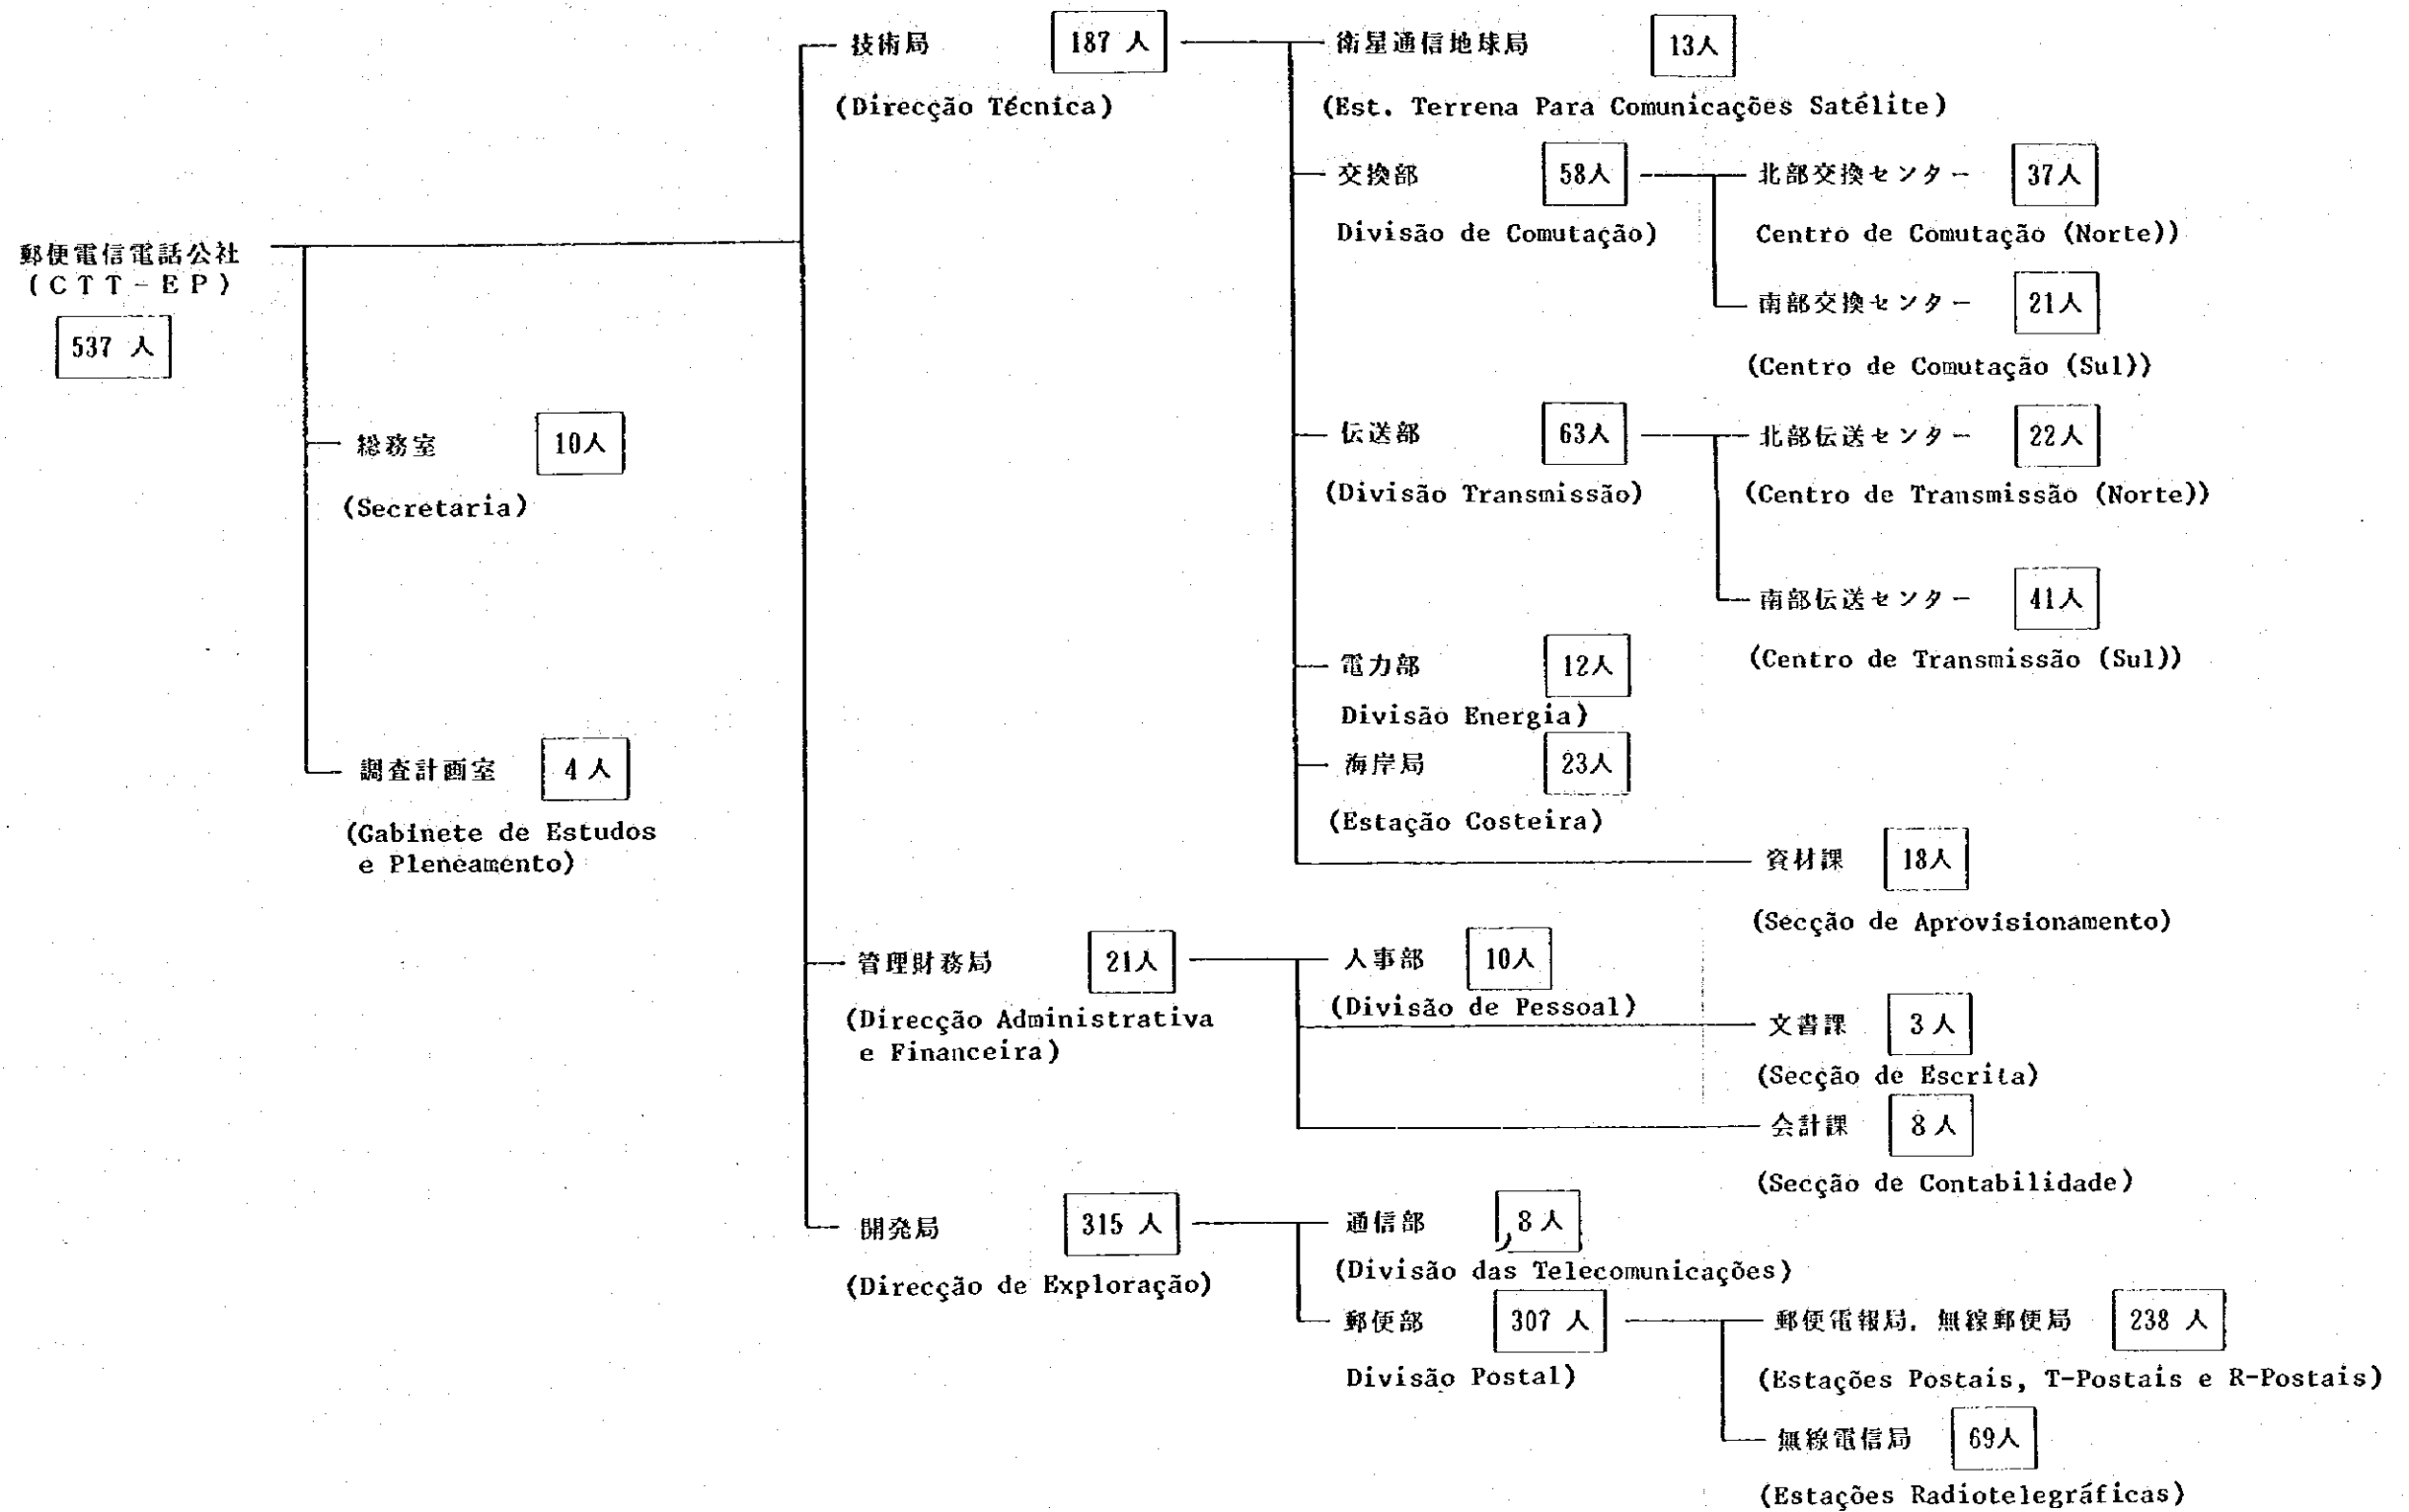 郵便電信電話公社
(CTT-EP)
537 人
総務室 10人
(Secretaria)
調査計画室 4 人
(Gabinete de Estudos
e Pleneamento)
技術局 187 人
(Direcção Técnica)
衛星通信地球局 13人
(Est. Terrena Para Comunicações Satélite)
交換部 58人
Divisão de Comutação)
北部交換センター 37人
Centro de Comutação (Norte))
南部交換センター 21人
(Centro de Comutação (Sul))
伝送部 63人
(Divisão Transmissão)
北部伝送センター 22人
(Centro de Transmissão (Norte))
南部伝送センター 41人
(Centro de Transmissão (Sul))
電力部 12人
Divisão Energia)
海岸局 23人
(Estação Costeira)
資材課 18人
(Secção de Aprovisionamento)
管理財務局 21人
(Direcção Administrativa
e Financeira)
人事部 10人
(Divisão de Pessoal)
文書課 3 人
(Secção de Escrita)
会計課 8 人
(Secção de Contabilidade)
開発局 315 人
(Direcção de Exploração)
通信部 8 人
(Divisão das Telecomunicações)
郵便部 307 人
Divisão Postal)
郵便電報局，無線郵便局 238 人
(Estações Postais, T-Postais e R-Postais)
無線電信局 69人
(Estações Radiotelegráficas)